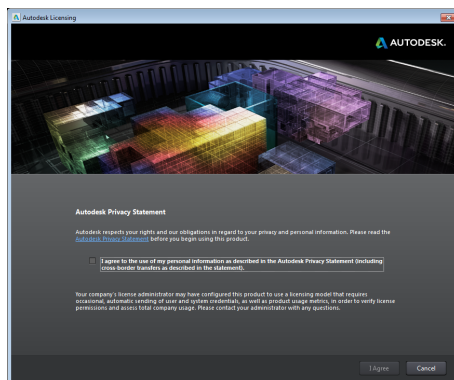 Autodesk Licensing
AUTODESK.
Autodesk Privacy Statement
Autodesk respects your rights and our obligations in regard to your privacy and personal information. Please read the
Autodesk Privacy Statement before you begin using this product.
I agree to the use of my personal information as described in the Autodesk Privacy Statement (including
cross-border transfers as described in the statement).
Your company's license administrator may have configured this product to use a licensing model that requires
occasional, automatic sending of user and system credentials, as well as product usage metrics, in order to verify license
permissions and assess total company usage. Please contact your administrator with any questions.
I Agree
Cancel